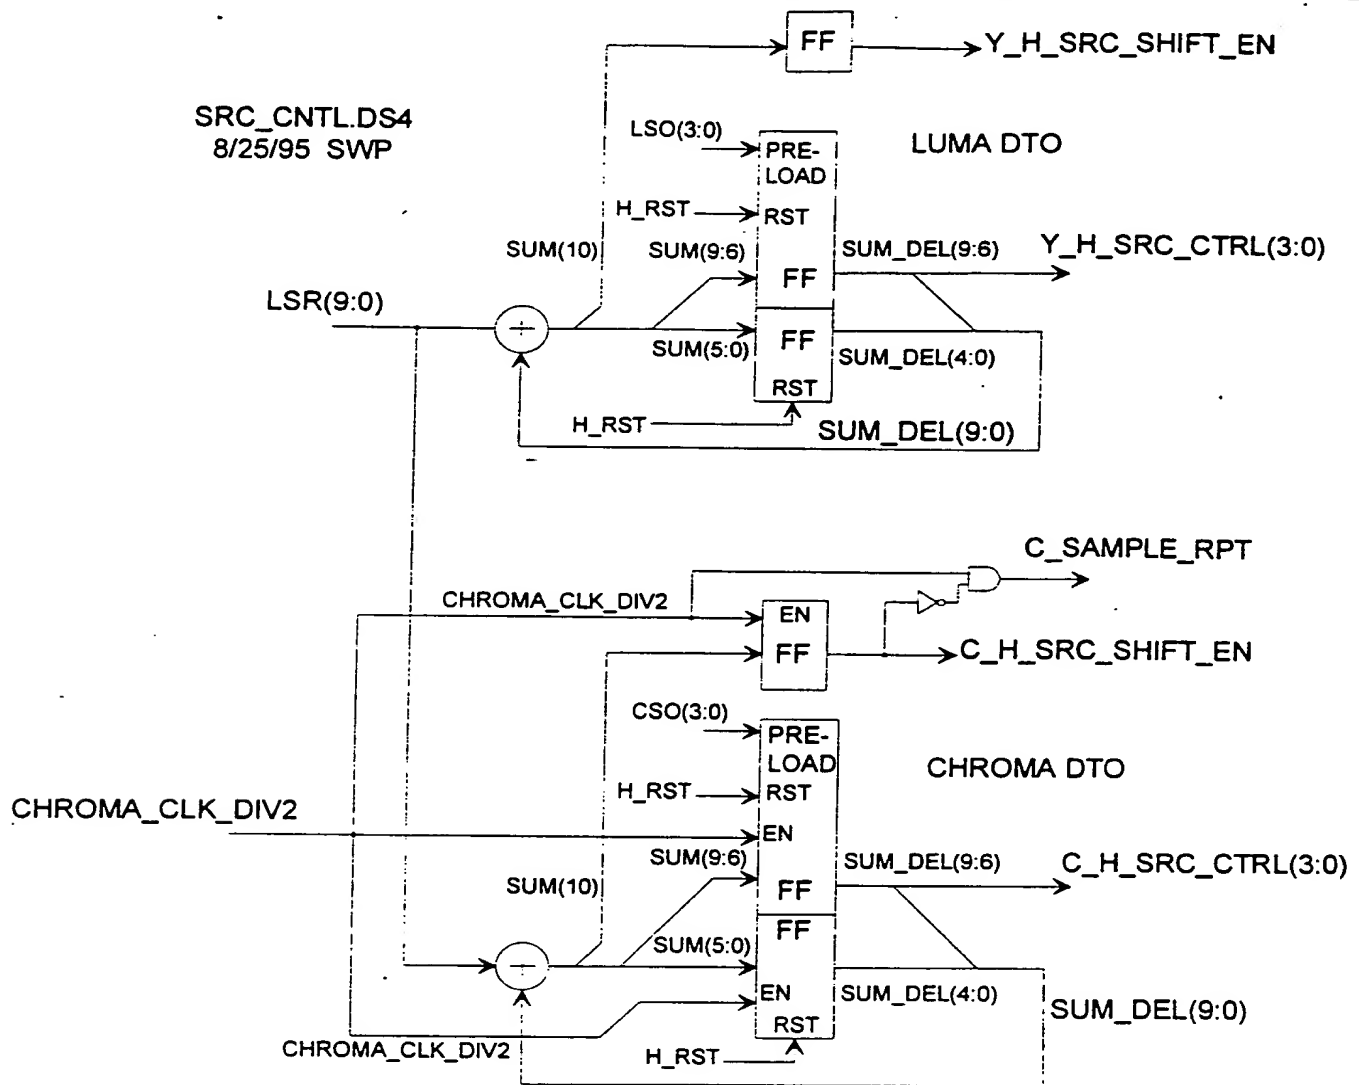 FF
Y_H_SRC_SHIFT_EN
SRC_CNTL.DS4
8/25/95 SWP
LSO(3:0)
PRE-
LOAD
LUMA DTO
H_RST
RST
SUM(10)
SUM(9:6)
SUM_DEL(9:6)
Y_H_SRC_CTRL(3:0)
FF
LSR(9:0)
+
SUM(5:0)
FF
SUM_DEL(4:0)
RST
H_RST
SUM_DEL(9:0)
C_SAMPLE_RPT
CHROMA_CLK_DIV2
EN
FF
C_H_SRC_SHIFT_EN
CSO(3:0)
PRE-
LOAD
CHROMA DTO
H_RST
RST
CHROMA_CLK_DIV2
EN
SUM(9:6)
SUM_DEL(9:6)
C_H_SRC_CTRL(3:0)
SUM(10)
FF
FF
SUM(5:0)
EN
SUM_DEL(4:0)
SUM_DEL(9:0)
RST
CHROMA_CLK_DIV2
H_RST